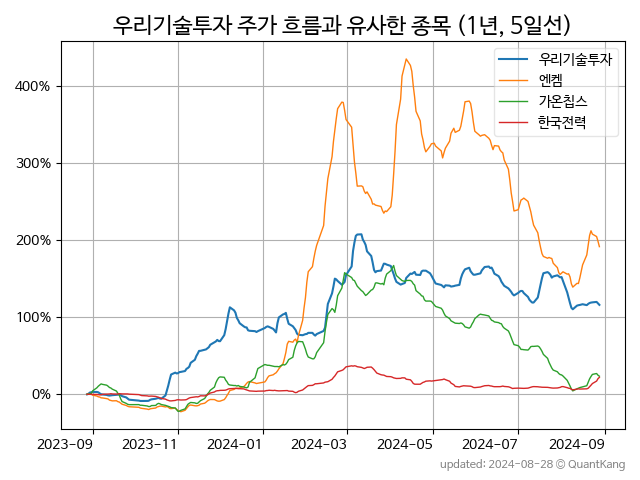 우리기술투자 주가 흐름과 유사한 종목 (1년, 5일선)
우리기술투자
엔켐
가온칩스
한국전력
400%
300%
200%
100%
0%
2023-09 2023-11 2024-01 2024-03 2024-05 2024-07 2024-09
updated: 2024-08-28 © QuantKang